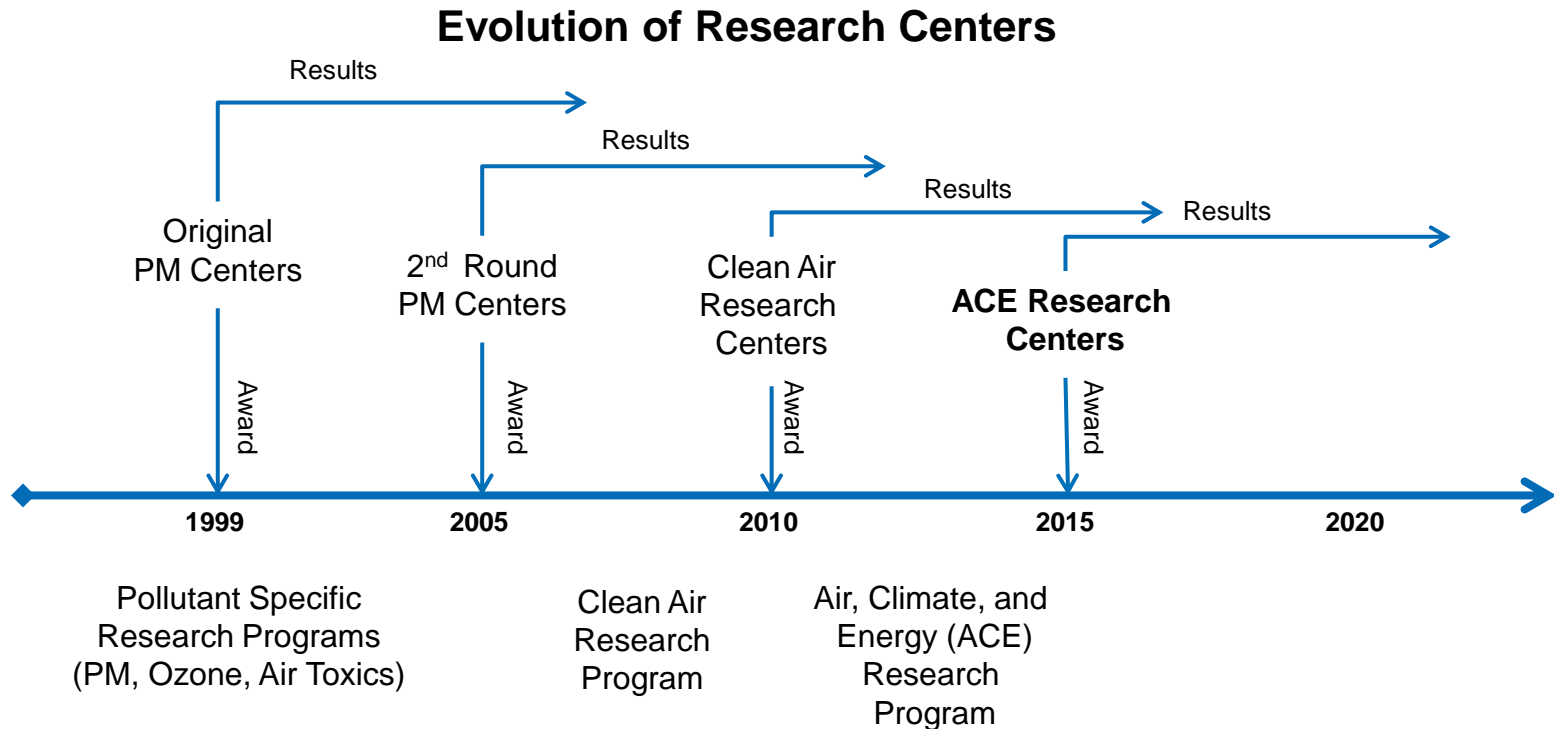 Evolution of Research Centers
Results
Results
Results
Results
Original
PM Centers
2nd Round
PM Centers
Clean Air
Research
Centers
ACE Research
Centers
Award
Award
Award
Award
1999
2005
2010
2015
2020
Pollutant Specific
Research Programs
(PM, Ozone, Air Toxics)
Clean Air
Research
Program
Air, Climate, and
Energy (ACE)
Research
Program